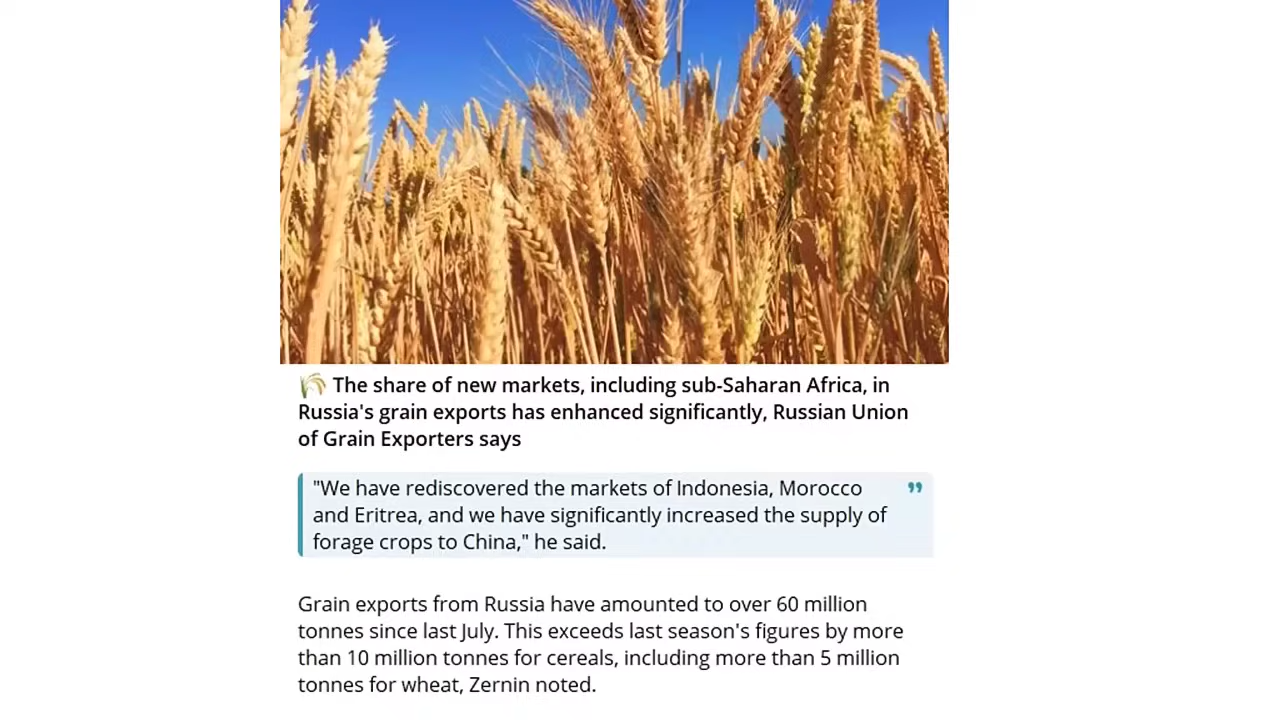 🌾 The share of new markets, including sub-Saharan Africa, in
Russia's grain exports has enhanced significantly, Russian Union
of Grain Exporters says
"We have rediscovered the markets of Indonesia, Morocco
and Eritrea, and we have significantly increased the supply of
forage crops to China," he said.
Grain exports from Russia have amounted to over 60 million
tonnes since last July. This exceeds last season's figures by more
than 10 million tonnes for cereals, including more than 5 million
tonnes for wheat, Zernin noted.